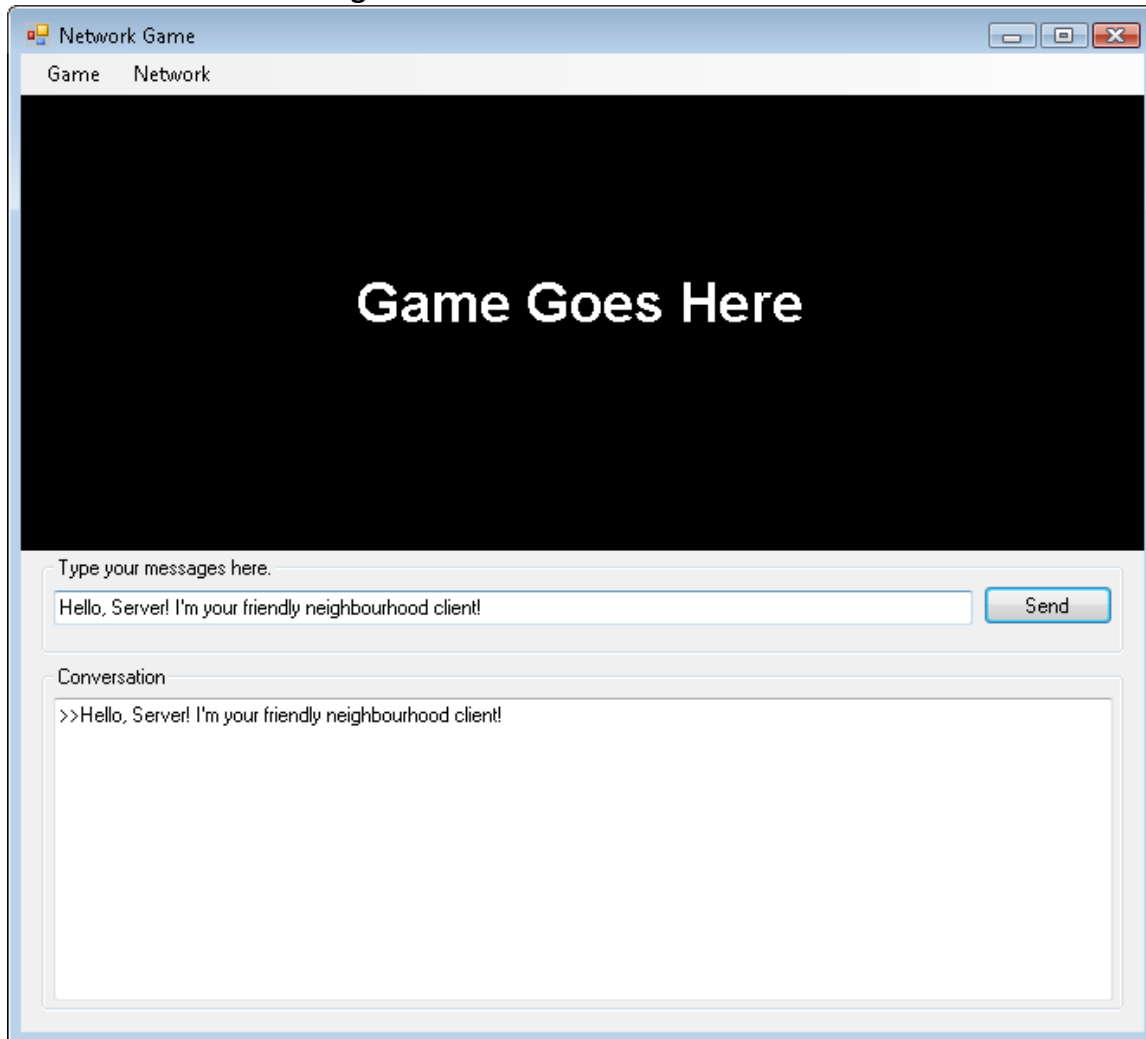 Network Game
Game Network
Game Goes Here
Type your messages here.
Hello, Server! I'm your friendly neighbourhood client!
Send
Conversation
>>Hello, Server! I'm your friendly neighbourhood client!